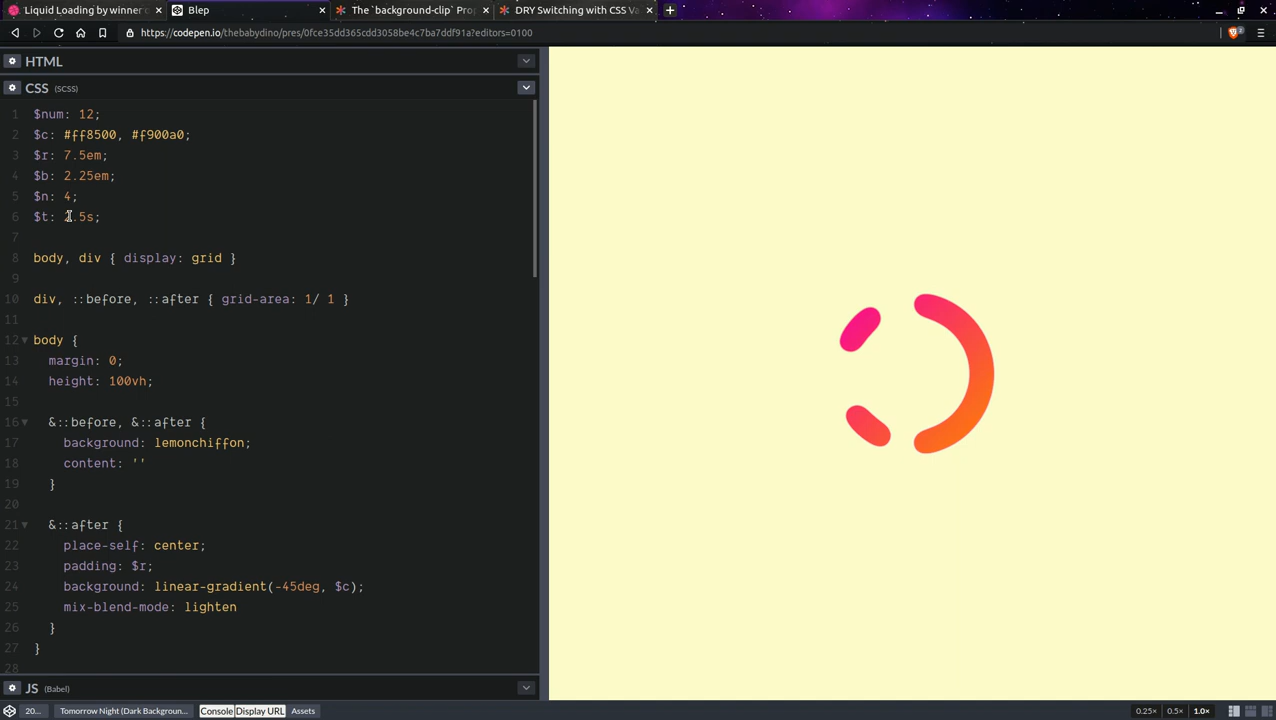 Liquid Loading by winner o
Blep
The `background-clip` Prop
DRY Switching with CSS Va
https://codepen.io/thebabydino/pres/0fce35dd365cdd3058be4c7ba7ddf91a?editors=0100
2
HTML
CSS (SCSS)
1 $num: 12;
2 $c: #ff8500, #f900a0;
3 $r: 7.5em;
4 $b: 2.25em;
5 $n: 4;
6 $t: .5s;
7
8 body, div { display: grid }
9
10 div, ::before, ::after { grid-area: 1/ 1 }
11
12 body {
13 margin: 0;
14 height: 100vh;
15
16 &::before, &::after {
17 background: lemonchiffon;
18 content: ''
19 }
20
21 &::after {
22 place-self: center;
23 padding: $r;
24 background: linear-gradient(-45deg, $c);
25 mix-blend-mode: lighten
26 }
27 }
28
JS (Babel)
20... Tomorrow Night (Dark Backgroun... Console Display URL Assets 0.25× 0.5× 1.0×